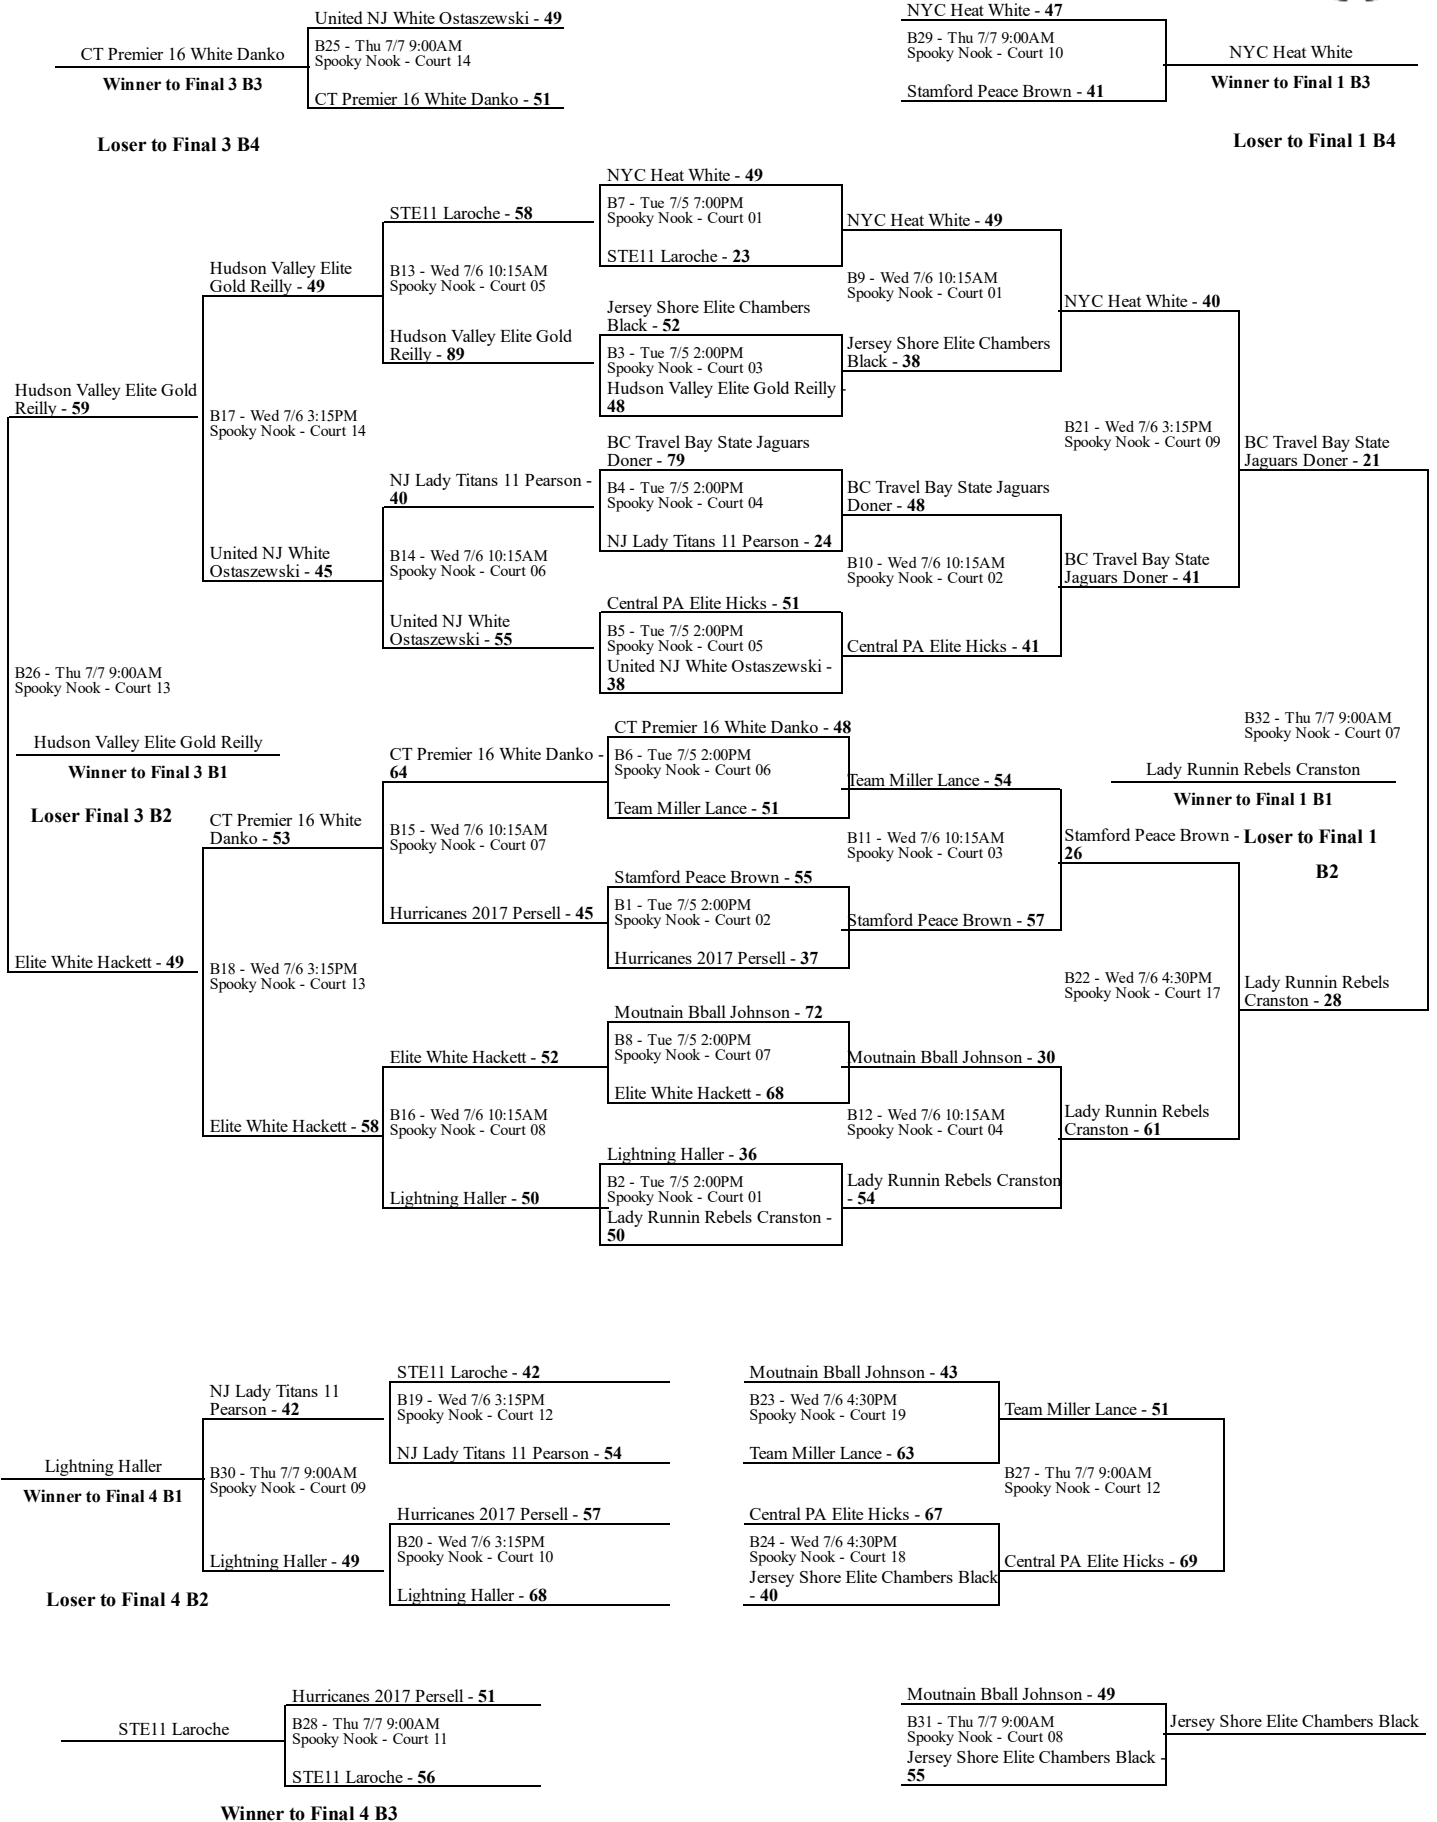 United NJ White Ostaszewski - 49
B25 - Thu 7/7 9:00AM
Spooky Nook - Court 14
CT Premier 16 White Danko - 51
CT Premier 16 White Danko
Winner to Final 3 B3
Loser to Final 3 B4
NYC Heat White - 47
B29 - Thu 7/7 9:00AM
Spooky Nook - Court 10
Stamford Peace Brown - 41
NYC Heat White
Winner to Final 1 B3
Loser to Final 1 B4
Hudson Valley Elite Gold
Reilly - 59
B26 - Thu 7/7 9:00AM
Spooky Nook - Court 13
Hudson Valley Elite Gold Reilly
Winner to Final 3 B1
Loser Final 3 B2
Elite White Hackett - 49
Hudson Valley Elite
Gold Reilly - 49
B17 - Wed 7/6 3:15PM
Spooky Nook - Court 14
United NJ White
Ostaszewski - 45
CT Premier 16 White
Danko - 53
B18 - Wed 7/6 3:15PM
Spooky Nook - Court 13
Elite White Hackett - 58
STE11 Laroche - 58
B13 - Wed 7/6 10:15AM
Spooky Nook - Court 05
Hudson Valley Elite Gold
Reilly - 89
NJ Lady Titans 11 Pearson -
40
B14 - Wed 7/6 10:15AM
Spooky Nook - Court 06
United NJ White
Ostaszewski - 55
CT Premier 16 White Danko -
64
B15 - Wed 7/6 10:15AM
Spooky Nook - Court 07
Hurricanes 2017 Persell - 45
Elite White Hackett - 52
B16 - Wed 7/6 10:15AM
Spooky Nook - Court 08
Lightning Haller - 50
NYC Heat White - 49
B7 - Tue 7/5 7:00PM
Spooky Nook - Court 01
STE11 Laroche - 23
Jersey Shore Elite Chambers
Black - 52
B3 - Tue 7/5 2:00PM
Spooky Nook - Court 03
Hudson Valley Elite Gold Reilly -
48
BC Travel Bay State Jaguars
Doner - 79
B4 - Tue 7/5 2:00PM
Spooky Nook - Court 04
NJ Lady Titans 11 Pearson - 24
Central PA Elite Hicks - 51
B5 - Tue 7/5 2:00PM
Spooky Nook - Court 05
United NJ White Ostaszewski -
38
CT Premier 16 White Danko - 48
B6 - Tue 7/5 2:00PM
Spooky Nook - Court 06
Team Miller Lance - 51
Stamford Peace Brown - 55
B1 - Tue 7/5 2:00PM
Spooky Nook - Court 02
Hurricanes 2017 Persell - 37
Moutnain Bball Johnson - 72
B8 - Tue 7/5 2:00PM
Spooky Nook - Court 07
Elite White Hackett - 68
Lightning Haller - 36
B2 - Tue 7/5 2:00PM
Spooky Nook - Court 01
Lady Runnin Rebels Cranston -
50
NYC Heat White - 49
B9 - Wed 7/6 10:15AM
Spooky Nook - Court 01
Jersey Shore Elite Chambers
Black - 38
BC Travel Bay State Jaguars
Doner - 48
B10 - Wed 7/6 10:15AM
Spooky Nook - Court 02
Central PA Elite Hicks - 41
Team Miller Lance - 54
B11 - Wed 7/6 10:15AM
Spooky Nook - Court 03
Stamford Peace Brown - 57
Moutnain Bball Johnson - 30
B12 - Wed 7/6 10:15AM
Spooky Nook - Court 04
Lady Runnin Rebels Cranston
- 54
NYC Heat White - 40
B21 - Wed 7/6 3:15PM
Spooky Nook - Court 09
BC Travel Bay State
Jaguars Doner - 41
Stamford Peace Brown -
26
B22 - Wed 7/6 4:30PM
Spooky Nook - Court 17
Lady Runnin Rebels
Cranston - 61
BC Travel Bay State
Jaguars Doner - 21
B32 - Thu 7/7 9:00AM
Spooky Nook - Court 07
Lady Runnin Rebels Cranston
Winner to Final 1 B1
Loser to Final 1
B2
Lady Runnin Rebels
Cranston - 28
STE11 Laroche - 42
B19 - Wed 7/6 3:15PM
Spooky Nook - Court 12
NJ Lady Titans 11 Pearson - 54
Hurricanes 2017 Persell - 57
B20 - Wed 7/6 3:15PM
Spooky Nook - Court 10
Lightning Haller - 68
NJ Lady Titans 11
Pearson - 42
B30 - Thu 7/7 9:00AM
Spooky Nook - Court 09
Lightning Haller - 49
Lightning Haller
Winner to Final 4 B1
Loser to Final 4 B2
Moutnain Bball Johnson - 43
B23 - Wed 7/6 4:30PM
Spooky Nook - Court 19
Team Miller Lance - 63
Central PA Elite Hicks - 67
B24 - Wed 7/6 4:30PM
Spooky Nook - Court 18
Jersey Shore Elite Chambers Black
- 40
Team Miller Lance - 51
B27 - Thu 7/7 9:00AM
Spooky Nook - Court 12
Central PA Elite Hicks - 69
Hurricanes 2017 Persell - 51
B28 - Thu 7/7 9:00AM
Spooky Nook - Court 11
STE11 Laroche - 56
STE11 Laroche
Winner to Final 4 B3
Moutnain Bball Johnson - 49
B31 - Thu 7/7 9:00AM
Spooky Nook - Court 08
Jersey Shore Elite Chambers Black -
55
Jersey Shore Elite Chambers Black